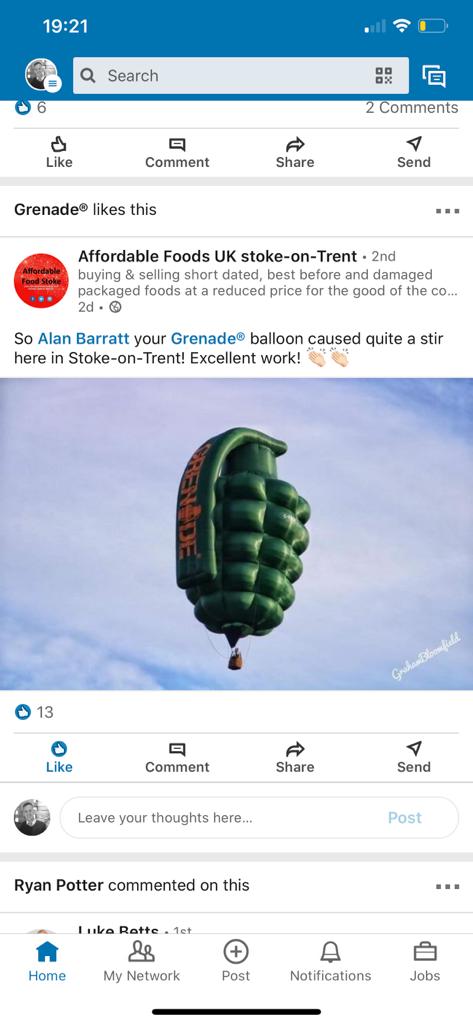 19:21
Search
6
2 Comments
Like
Comment
Share
Send
Grenade® likes this
Affordable
Food Stoke
Affordable Foods UK stoke-on-Trent • 2nd
buying & selling short dated, best before and damaged
packaged foods at a reduced price for the good of the co...
2d •
So Alan Barratt your Grenade® balloon caused quite a stir
here in Stoke-on-Trent! Excellent work! 👏🏻👏🏻
GRENADE
GrahamBloomfield
13
Like
Comment
Share
Send
Leave your thoughts here...
Post
Ryan Potter commented on this
Luke Betts • 1st
Home
My Network
Post
Notifications
Jobs